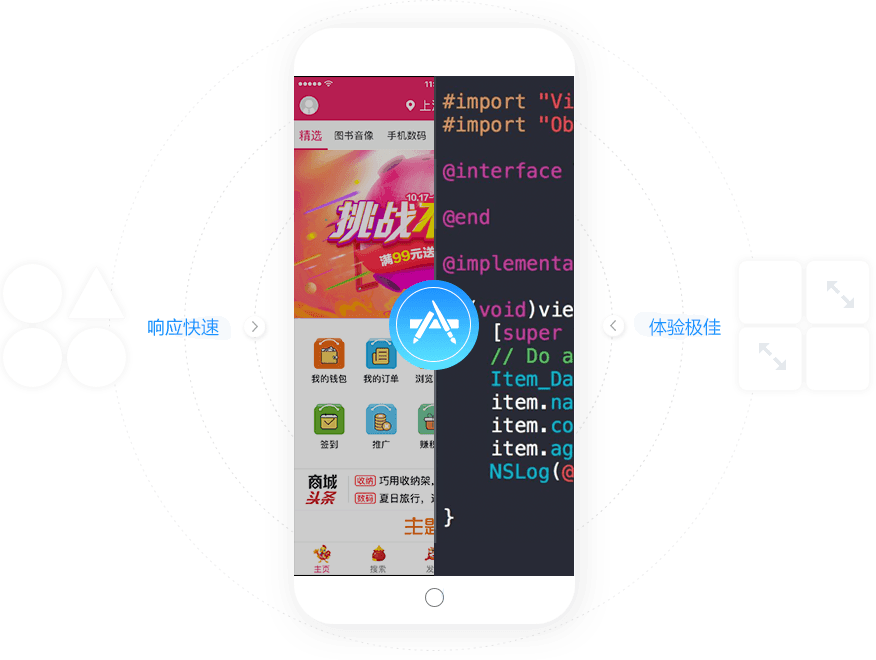 11:
上海
精选 图书音像 手机数码
10.17
挑战不
满99元送
我的钱包 我的订单 浏览
签到 推广 赚
商城
头条
收纳 巧用收纳架,
数码 夏日旅行,
主题
主页 搜索 发
响应快速
体验极佳
#import "Vi
#import "Ob
@interface
@end
@implementa
(void)vie
[super
// Do a
Item_Da
item.na
item.co
item.ag
NSLog(@
}